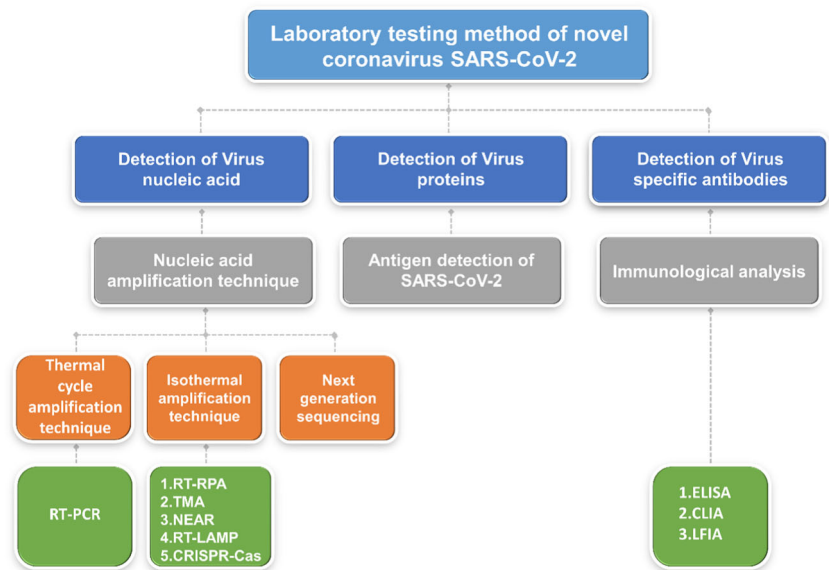 Laboratory testing method of novel
coronavirus SARS-CoV-2
Detection of Virus
nucleic acid
Detection of Virus
proteins
Detection of Virus
specific antibodies
Nucleic acid
amplification technique
Antigen detection of
SARS-CoV-2
Immunological analysis
Thermal
cycle
amplification
technique
Isothermal
amplification
technique
Next
generation
sequencing
RT-PCR
1.RT-RPA
2.TMA
3.NEAR
4.RT-LAMP
5.CRISPR-Cas
1.ELISA
2.CLIA
3.LFIA